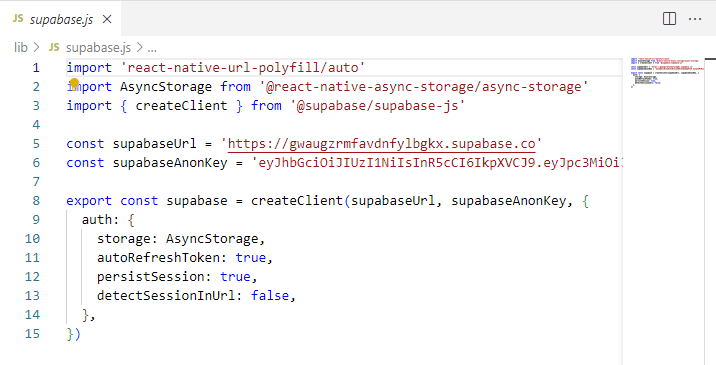 JS supabase.js ×
lib > JS supabase.js > ...
1 import 'react-native-url-polyfill/auto'
2 import AsyncStorage from '@react-native-async-storage/async-storage'
3 import { createClient } from '@supabase/supabase-js'
4
5 const supabaseUrl = 'https://gwaugzrmfavdnfylbgkx.supabase.co'
6 const supabaseAnonKey = 'eyJhbGciOiJIUzI1NiIsInR5cCI6IkpXVCJ9.eyJpc3MiOiJ
7
8 export const supabase = createClient(supabaseUrl, supabaseAnonKey, {
9 auth: {
10 storage: AsyncStorage,
11 autoRefreshToken: true,
12 persistSession: true,
13 detectSessionInUrl: false,
14 },
15 })